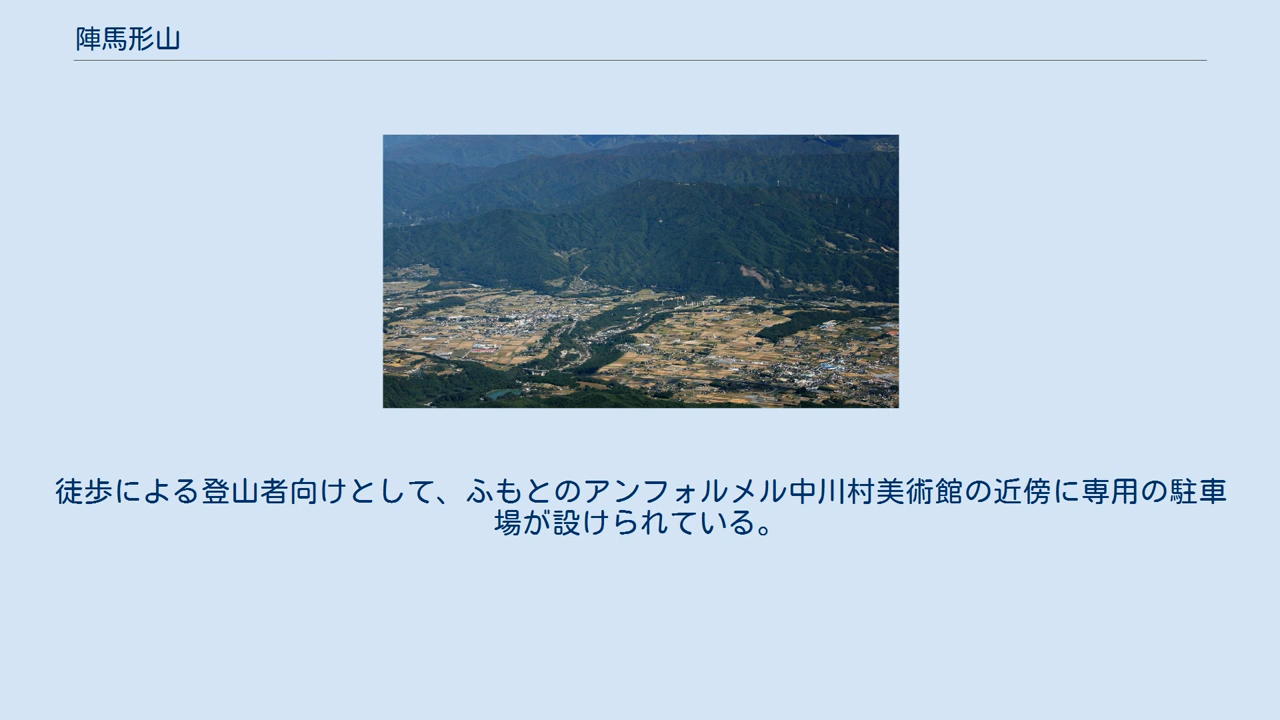 陣馬形山
徒歩による登山者向けとして、ふもとのアンフォルメル中川村美術館の近傍に専用の駐車
場が設けられている。